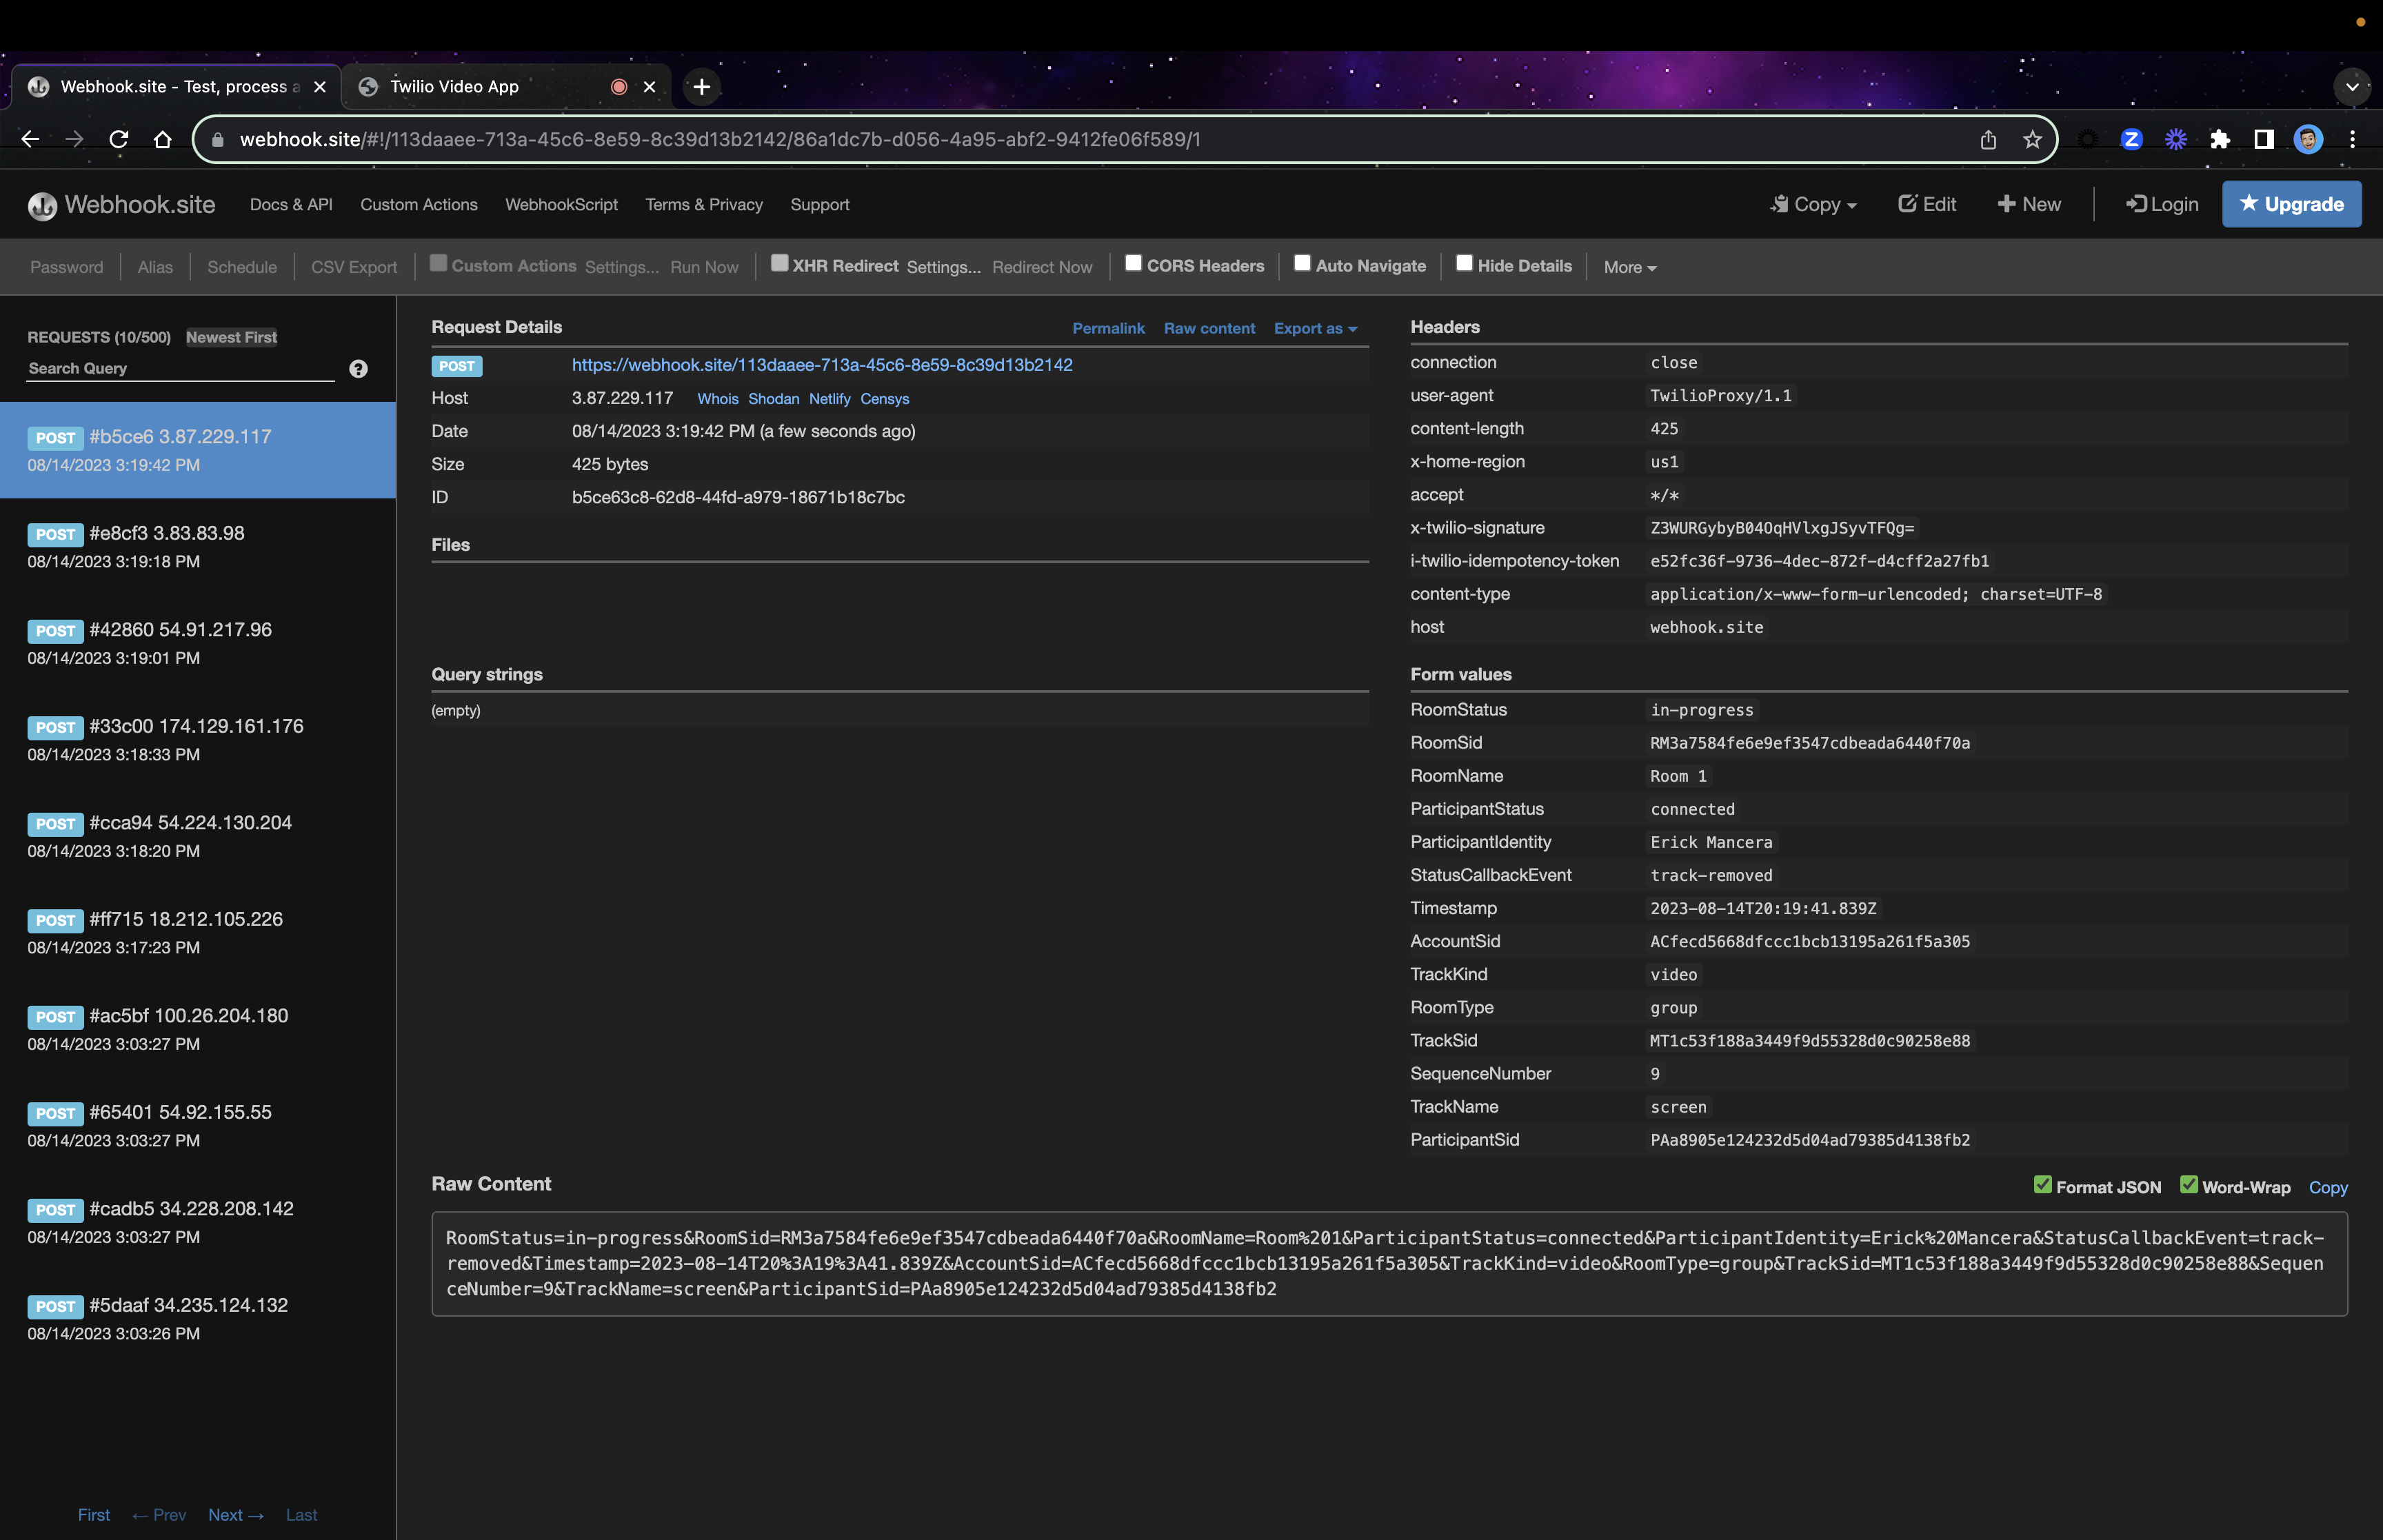 Webhook.site - Test, process a
Twilio Video App
webhook.site/#!/113daaee-713a-45c6-8e59-8c39d13b2142/86a1dc7b-d056-4a95-abf2-9412fe06f589/1
Webhook.site Docs & API Custom Actions WebhookScript Terms & Privacy Support Copy Edit New Login Upgrade
Password Alias Schedule CSV Export Custom Actions Settings... Run Now XHR Redirect Settings... Redirect Now CORS Headers Auto Navigate Hide Details More
REQUESTS (10/500) Newest First
Search Query
POST #b5ce6 3.87.229.117
08/14/2023 3:19:42 PM
POST #e8cf3 3.83.83.98
08/14/2023 3:19:18 PM
POST #42860 54.91.217.96
08/14/2023 3:19:01 PM
POST #33c00 174.129.161.176
08/14/2023 3:18:33 PM
POST #cca94 54.224.130.204
08/14/2023 3:18:20 PM
POST #ff715 18.212.105.226
08/14/2023 3:17:23 PM
POST #ac5bf 100.26.204.180
08/14/2023 3:03:27 PM
POST #65401 54.92.155.55
08/14/2023 3:03:27 PM
POST #cadb5 34.228.208.142
08/14/2023 3:03:27 PM
POST #5daaf 34.235.124.132
08/14/2023 3:03:26 PM
First ← Prev Next → Last
Request Details Permalink Raw content Export as
POST https://webhook.site/113daaee-713a-45c6-8e59-8c39d13b2142
Host 3.87.229.117 Whois Shodan Netlify Censys
Date 08/14/2023 3:19:42 PM (a few seconds ago)
Size 425 bytes
ID b5ce63c8-62d8-44fd-a979-18671b18c7bc
Files
Query strings
(empty)
Headers
connection close
user-agent TwilioProxy/1.1
content-length 425
x-home-region us1
accept */*
x-twilio-signature Z3WURGybyB04OqHVlxgJSyvTFQg=
i-twilio-idempotency-token e52fc36f-9736-4dec-872f-d4cff2a27fb1
content-type application/x-www-form-urlencoded; charset=UTF-8
host webhook.site
Form values
RoomStatus in-progress
RoomSid RM3a7584fe6e9ef3547cdbeada6440f70a
RoomName Room 1
ParticipantStatus connected
ParticipantIdentity Erick Mancera
StatusCallbackEvent track-removed
Timestamp 2023-08-14T20:19:41.839Z
AccountSid ACfecd5668dfccc1bcb13195a261f5a305
TrackKind video
RoomType group
TrackSid MT1c53f188a3449f9d55328d0c90258e88
SequenceNumber 9
TrackName screen
ParticipantSid PAa8905e124232d5d04ad79385d4138fb2
Raw Content Format JSON Word-Wrap Copy
RoomStatus=in-progress&RoomSid=RM3a7584fe6e9ef3547cdbeada6440f70a&RoomName=Room%201&ParticipantStatus=connected&ParticipantIdentity=Erick%20Mancera&StatusCallbackEvent=track-
removed&Timestamp=2023-08-14T20%3A19%3A41.839Z&AccountSid=ACfecd5668dfccc1bcb13195a261f5a305&TrackKind=video&RoomType=group&TrackSid=MT1c53f188a3449f9d55328d0c90258e88&Sequen
ceNumber=9&TrackName=screen&ParticipantSid=PAa8905e124232d5d04ad79385d4138fb2